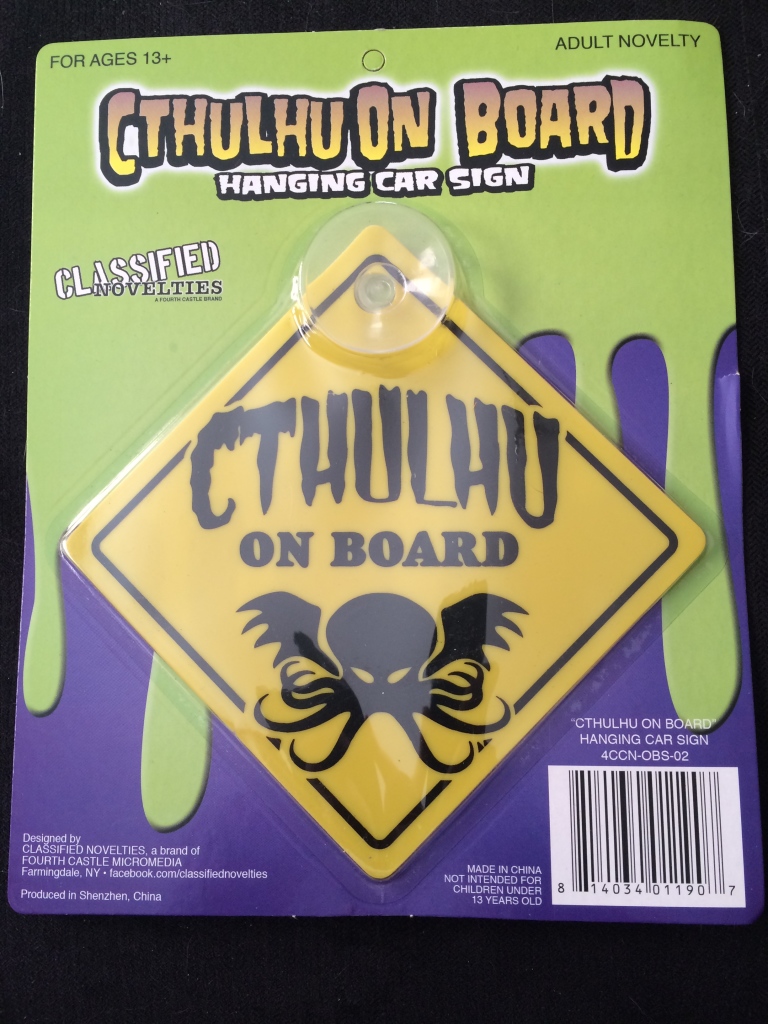 FOR AGES 13+
ADULT NOVELTY
CTHULHU ON BOARD
HANGING CAR SIGN
CLASSIFIED
NOVELTIES
A FOURTH CASTLE BRAND
CTHULHU
ON BOARD
"CTHULHU ON BOARD"
HANGING CAR SIGN
4CCN-OBS-02
Designed by
CLASSIFIED NOVELTIES, a brand of
FOURTH CASTLE MICROMEDIA
Farmingdale, NY • facebook.com/classifiednovelties
Produced in Shenzhen, China
MADE IN CHINA
NOT INTENDED FOR
CHILDREN UNDER
13 YEARS OLD
8 14034 01190 7